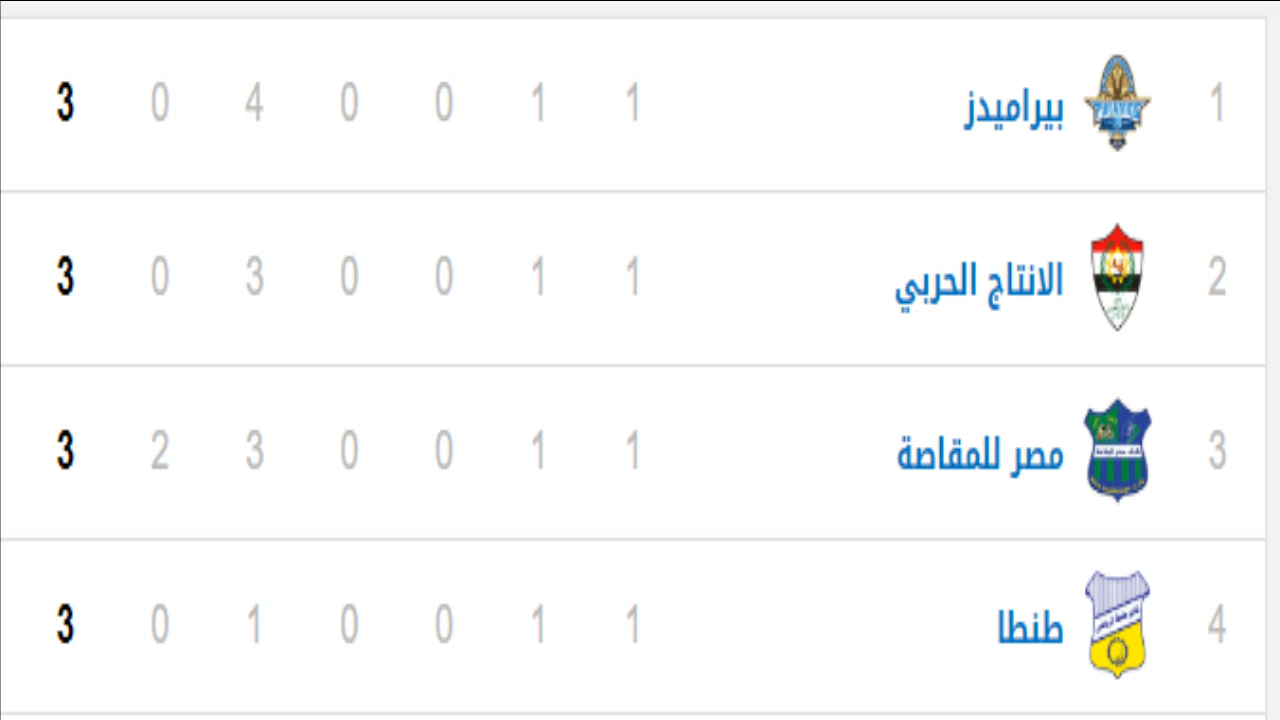 1 بيراميدز 1 1 0 0 4 0 3
2 الانتاج الحربي 1 1 0 0 3 0 3
3 مصر للمقاصة 1 1 0 0 3 2 3
4 طنطا 1 1 0 0 1 0 3